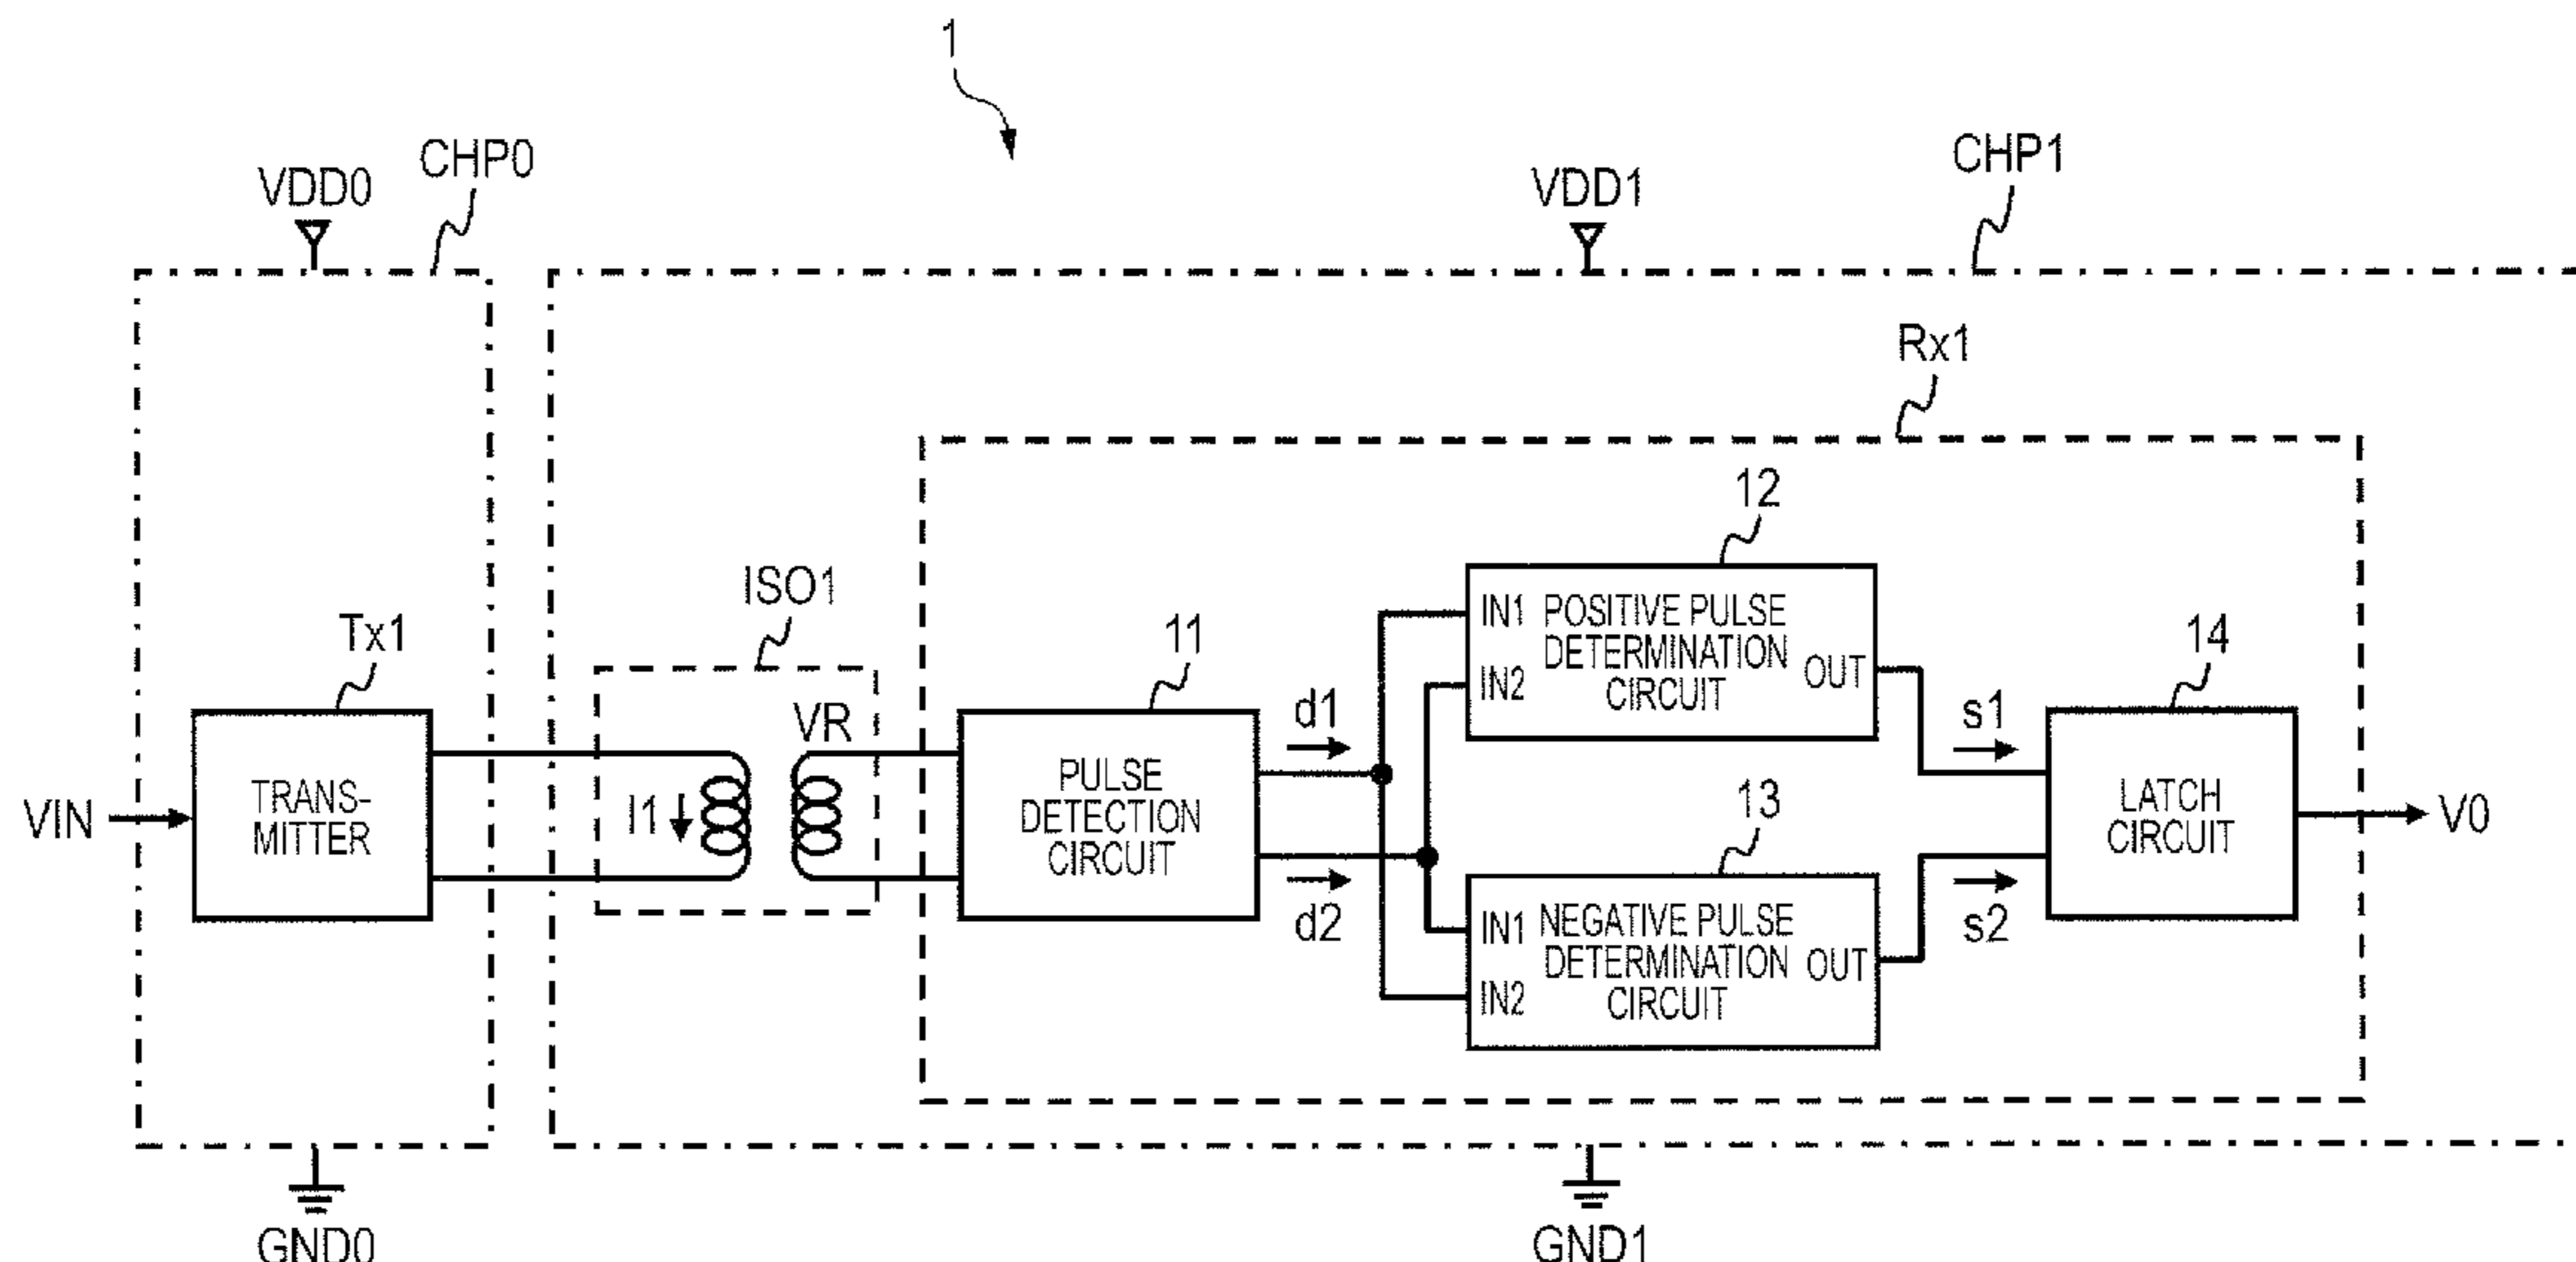 1
CHP0
CHP1
VDD0
VDD1
Rx1
12
ISO1
IN1
POSITIVE PULSE
DETERMINATION
CIRCUIT
IN2
OUT
Tx1
11
14
VR
d1
s1
TRANS-
MITTER
PULSE
DETECTION
CIRCUIT
LATCH
CIRCUIT
VIN
I1
13
V0
d2
s2
IN1
NEGATIVE PULSE
DETERMINATION
CIRCUIT
IN2
OUT
GND0
GND1